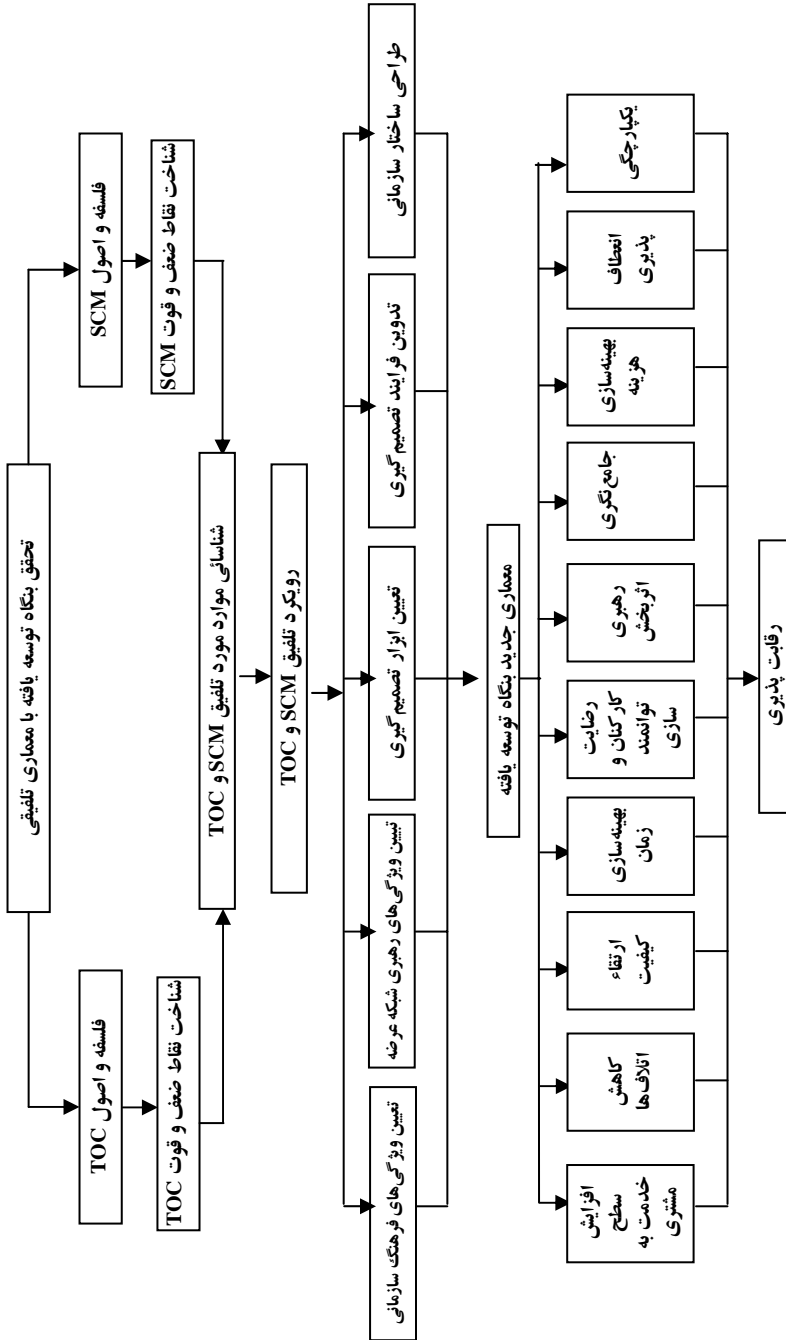 تحقق بنگاه توسعه یافته با معماری تلفیقی
فلسفه و اصول SCM
فلسفه و اصول TOC
شناخت نقاط ضعف و قوت SCM
شناخت نقاط ضعف و قوت TOC
شناسائی موارد مورد تلفیق SCM و TOC
رویکرد تلفیق SCM و TOC
طراحی ساختار سازمانی
تدوین فرایند تصمیم گیری
تعیین ابزار تصمیم گیری
تبیین ویژگی‌های رهبری شبکه عرضه
تعیین ویژگی‌های فرهنگ سازمانی
معماری جدید بنگاه توسعه یافته
یکپارچگی
انعطاف
پذیری
بهینه‌سازی
هزینه
جامع‌نگری
رهبری
اثربخش
رضایت
کارکنان و
توانمند
سازی
بهینه‌سازی
زمان
ارتقاء
کیفیت
کاهش
اتلاف‌ها
افزایش
سطح
خدمت به
مشتری
رقابت پذیری